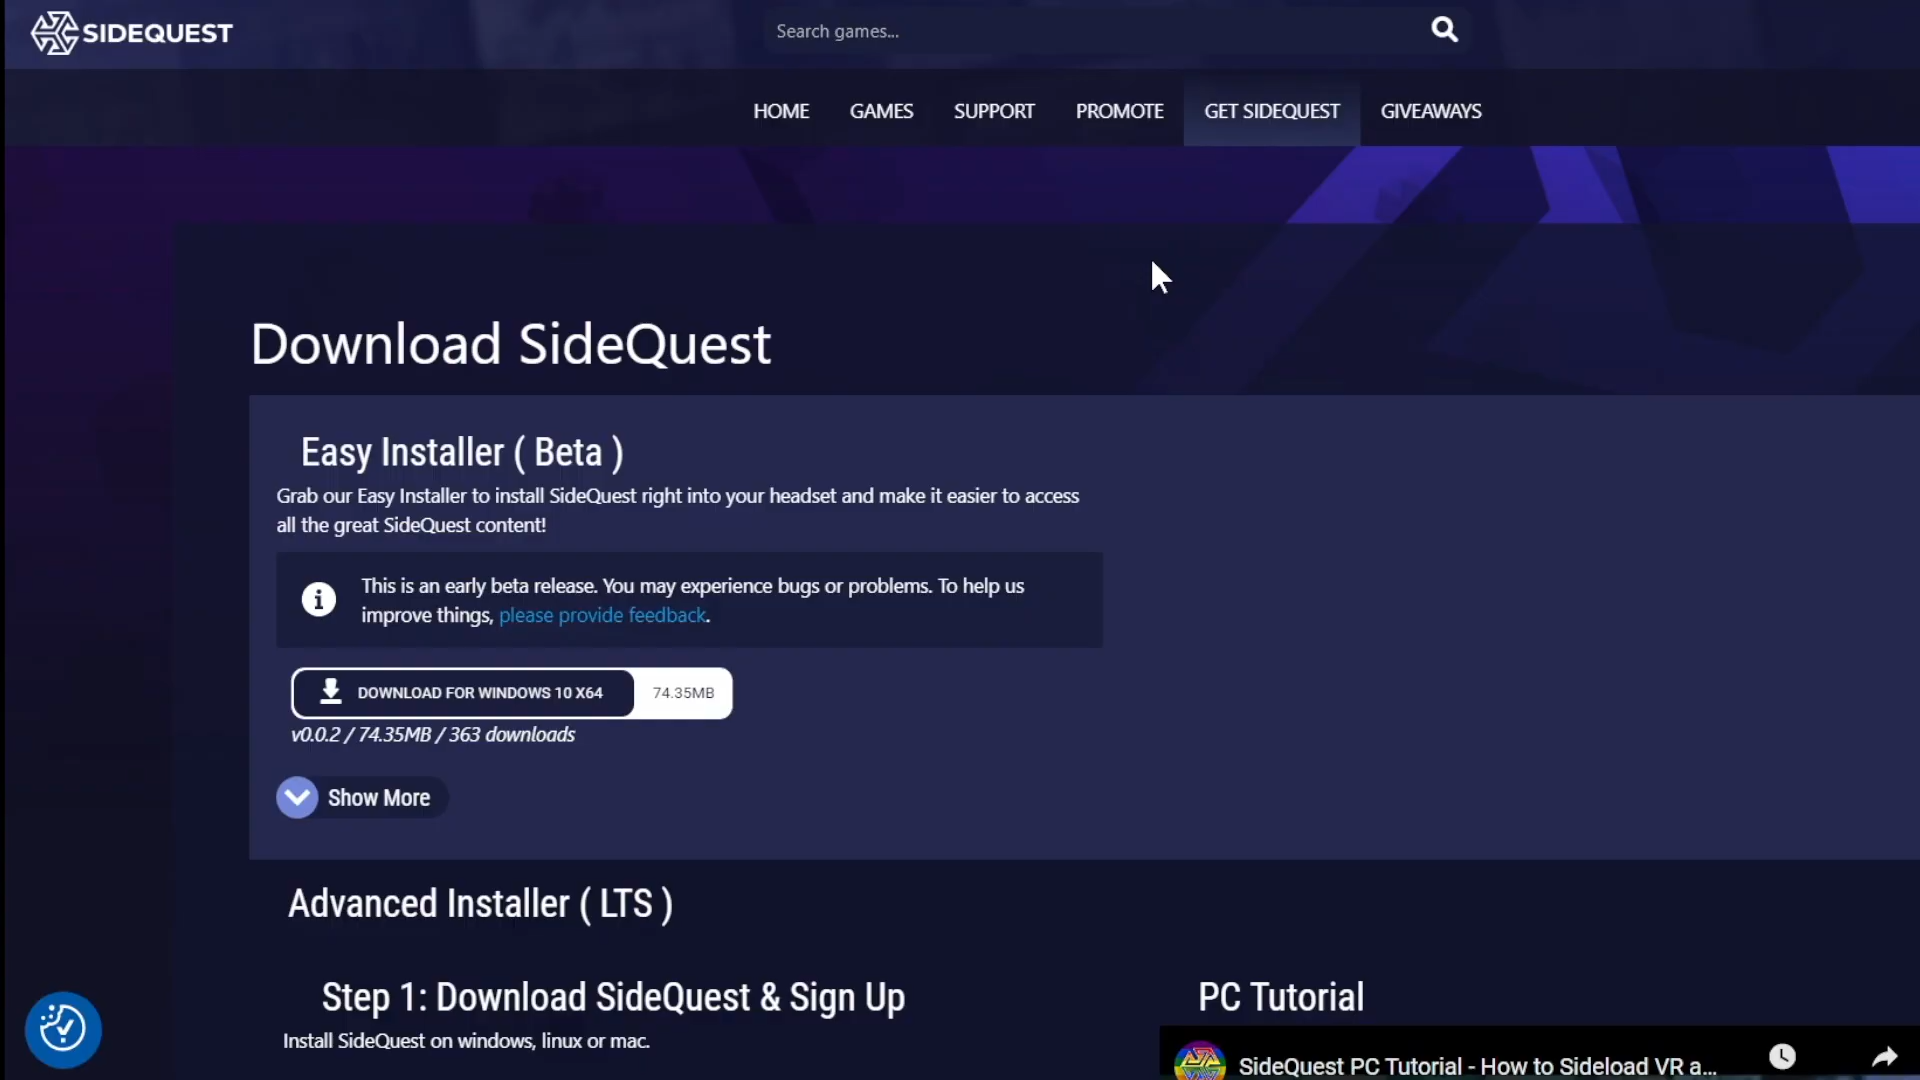 SIDEQUEST
Search games...
HOME GAMES SUPPORT PROMOTE GET SIDEQUEST GIVEAWAYS
Download SideQuest
Easy Installer ( Beta )
Grab our Easy Installer to install SideQuest right into your headset and make it easier to access
all the great SideQuest content!
This is an early beta release. You may experience bugs or problems. To help us
improve things, please provide feedback.
DOWNLOAD FOR WINDOWS 10 X64 74.35MB
v0.0.2 / 74.35MB / 363 downloads
Show More
Advanced Installer ( LTS )
Step 1: Download SideQuest & Sign Up
Install SideQuest on windows, linux or mac.
PC Tutorial
SideQuest PC Tutorial - How to Sideload VR a...